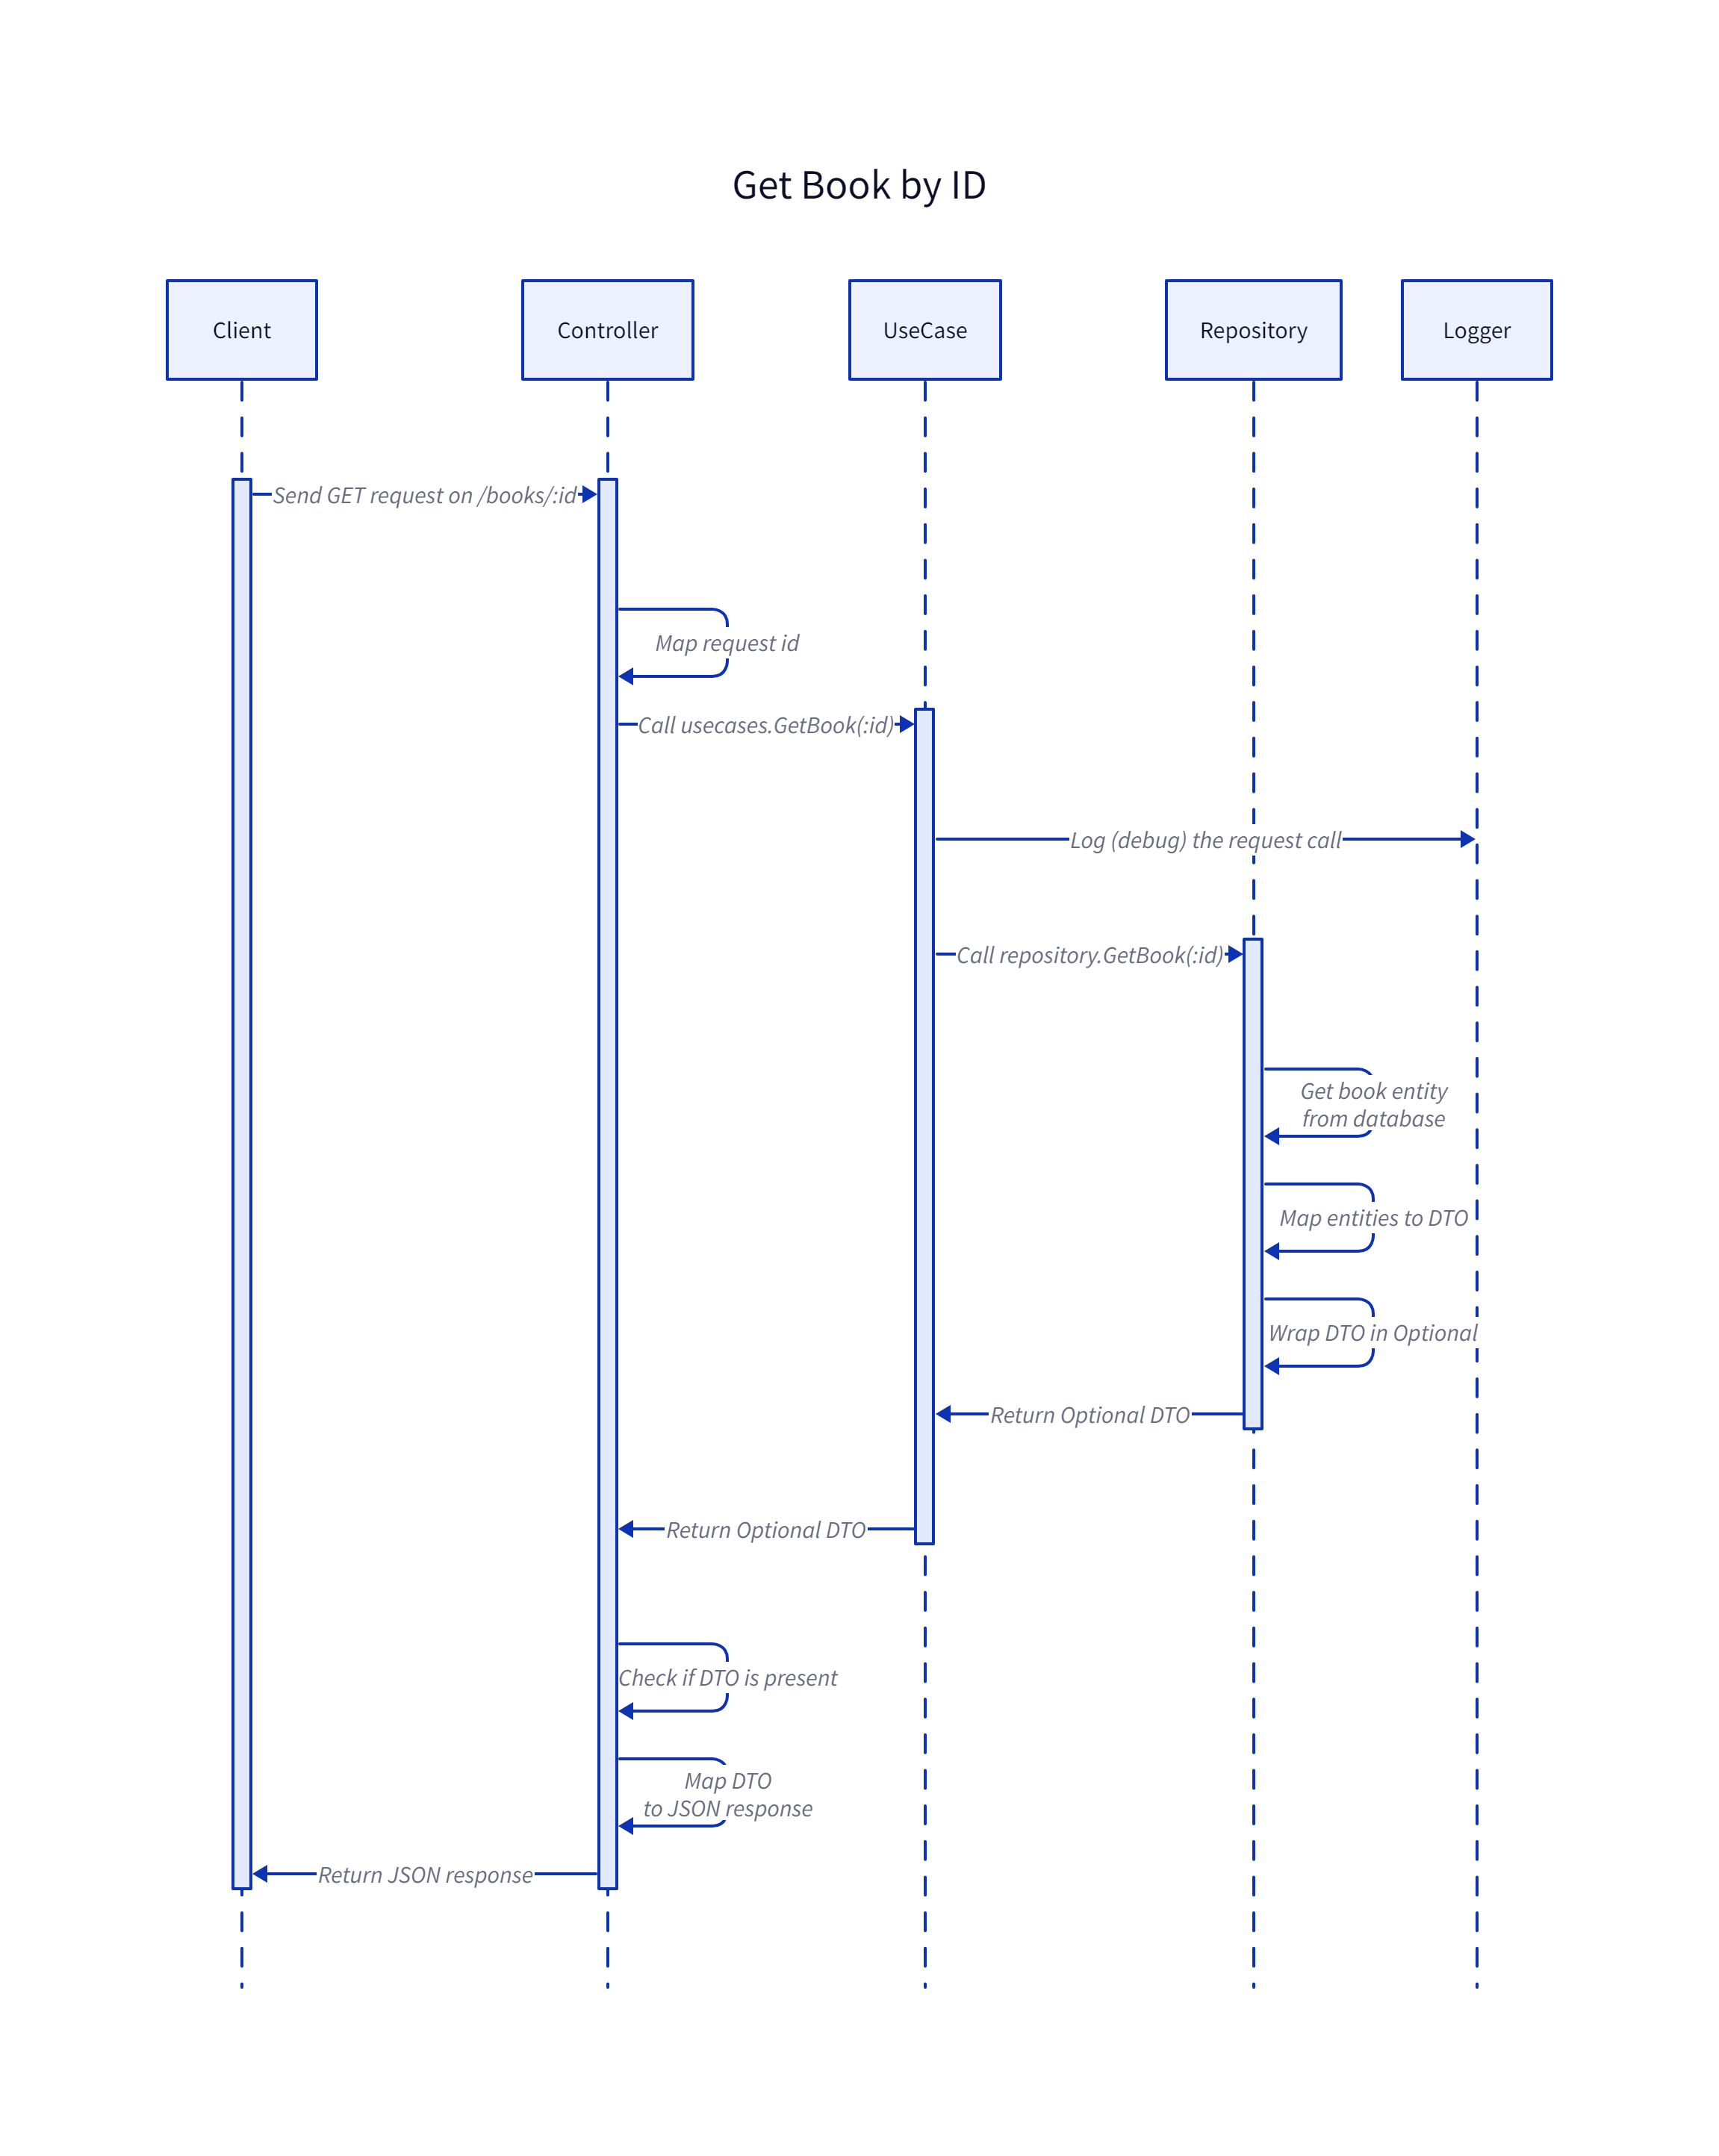 Get Book by ID
Client
Controller
UseCase
Repository
Logger
Send GET request on /books/:id
Map request id
Call usecases.GetBook(:id)
Log (debug) the request call
Call repository.GetBook(:id)
Get book entity
from database
Map entities to DTO
Wrap DTO in Optional
Return Optional DTO
Return Optional DTO
Check if DTO is present
Map DTO
to JSON response
Return JSON response